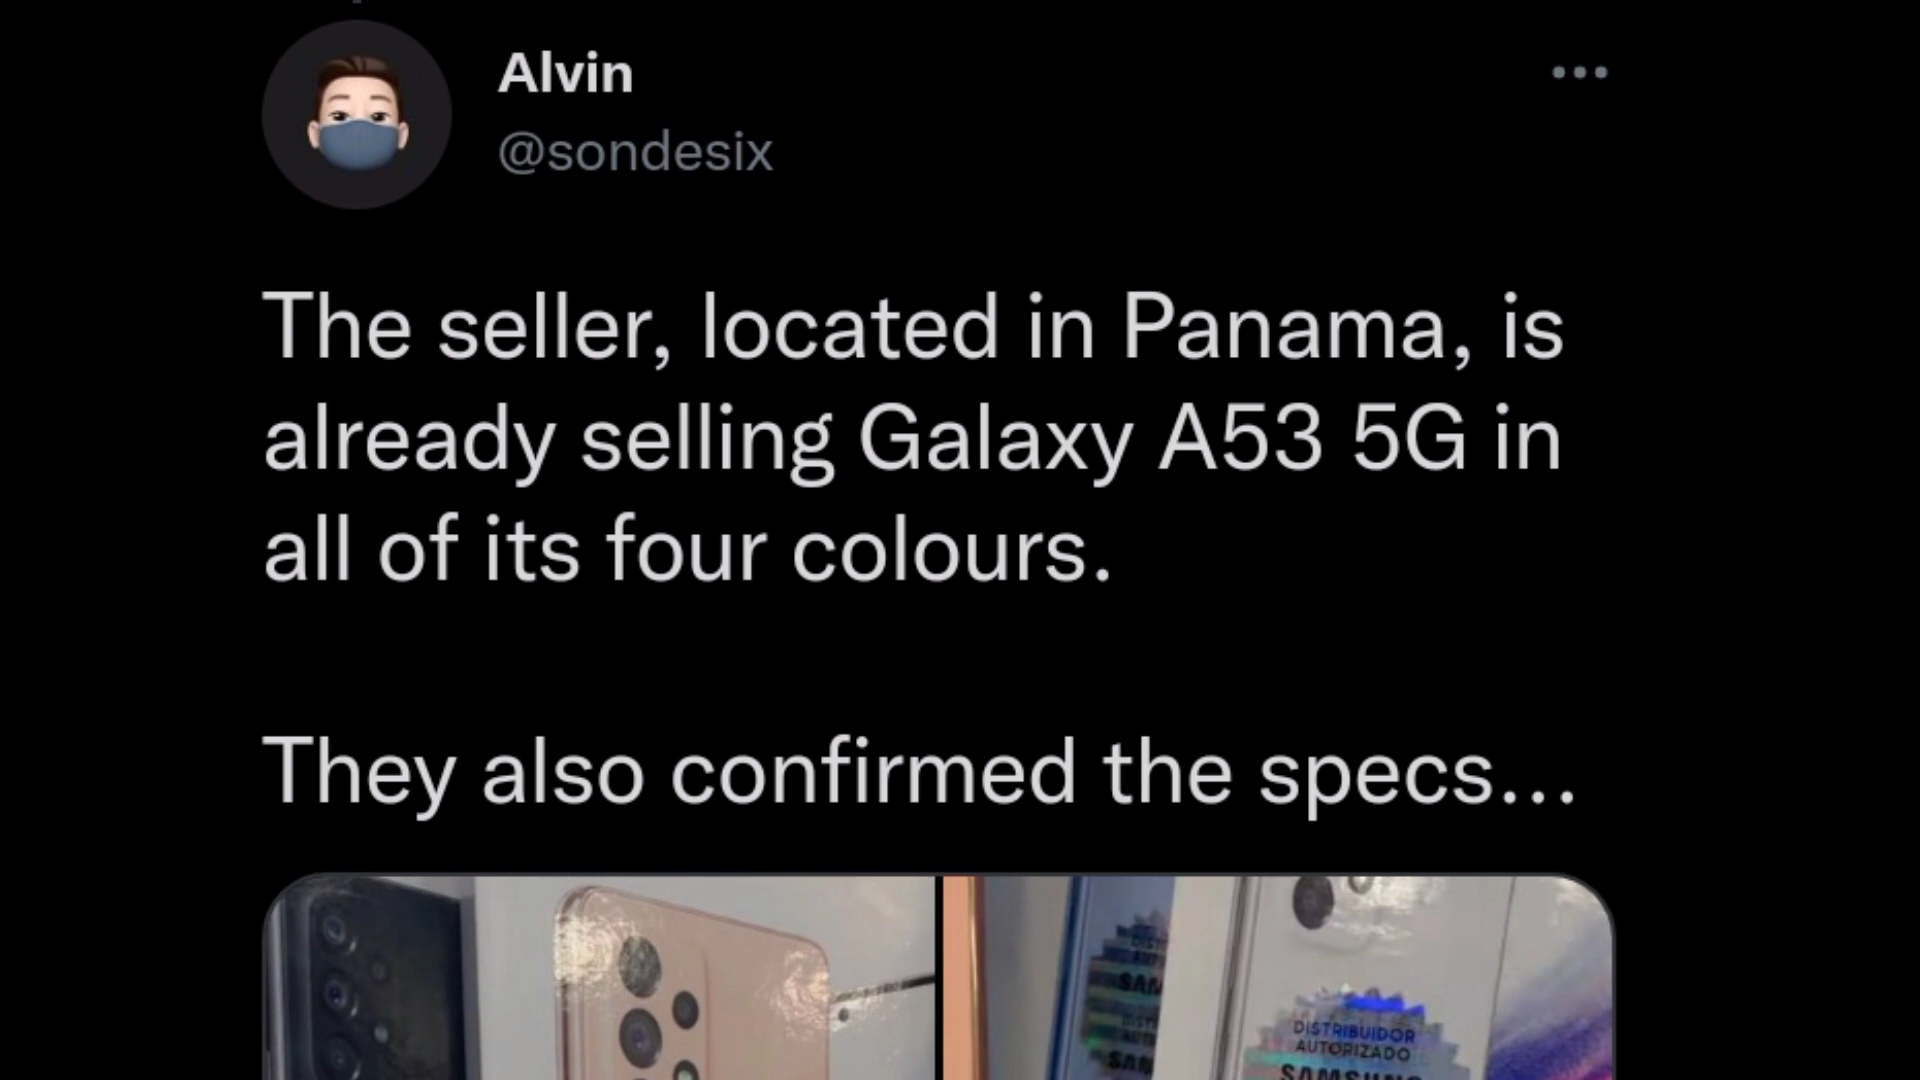 Alvin
@sondesix
The seller, located in Panama, is
already selling Galaxy A53 5G in
all of its four colours.
They also confirmed the specs...
DISTRIBUIDOR
AUTORIZADO
SAMSUNG